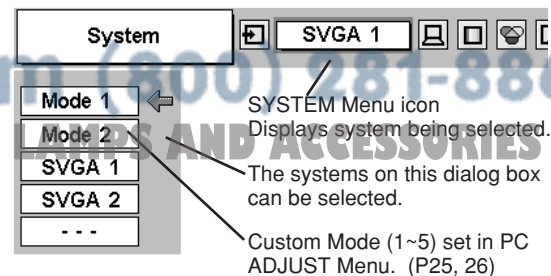 System
SVGA 1
m (800) 281-886
Mode 1
SYSTEM Menu icon
Displays system being selected.
Mode 2
LAMPS AND ACCESSORIES
SVGA 1
The systems on this dialog box
can be selected.
SVGA 2
- - -
Custom Mode (1~5) set in PC
ADJUST Menu. (P25, 26)